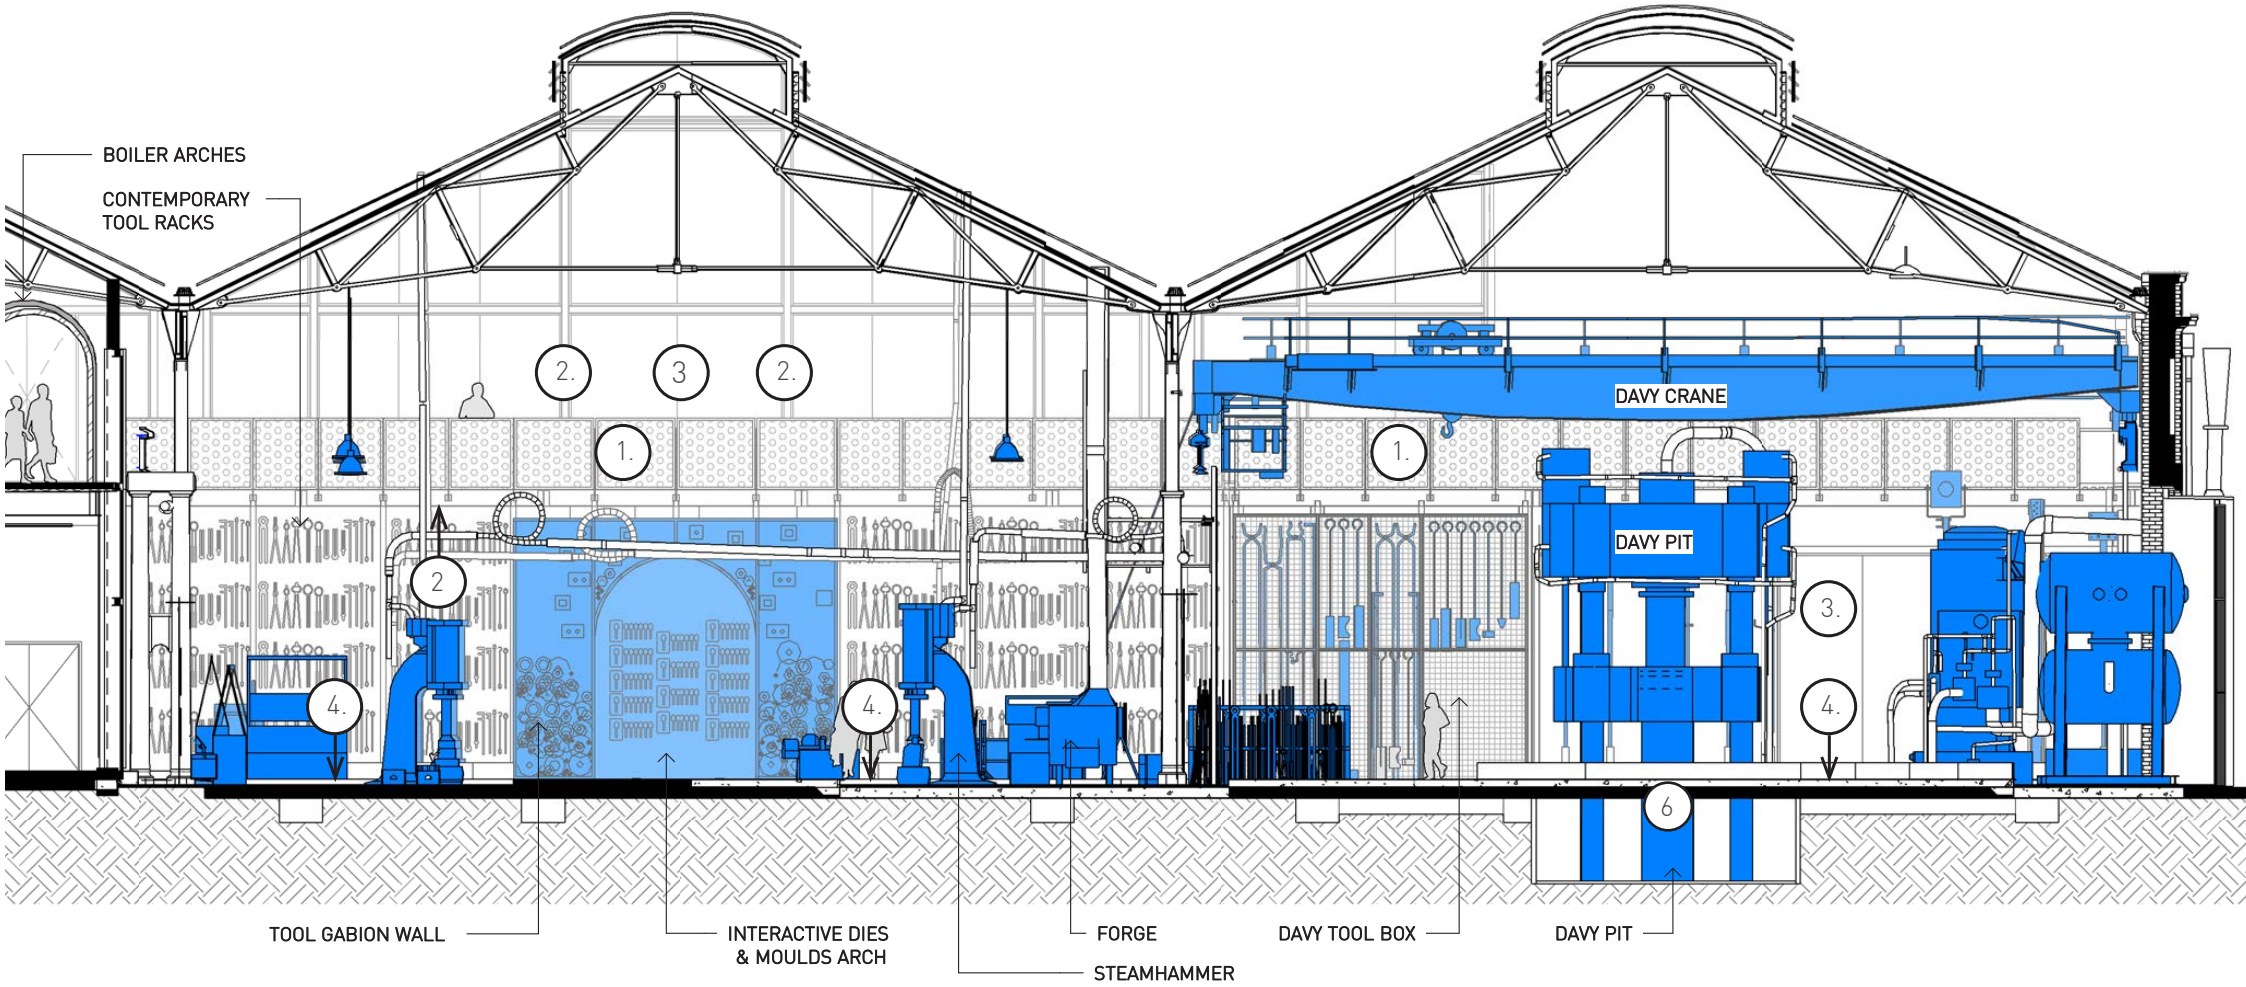 BOILER ARCHES
CONTEMPORARY
TOOL RACKS
2.
3
2.
DAVY CRANE
1.
1.
DAVY PIT
2
3.
4.
4.
4.
6
TOOL GABION WALL
INTERACTIVE DIES
& MOULDS ARCH
FORGE
DAVY TOOL BOX
DAVY PIT
STEAMHAMMER